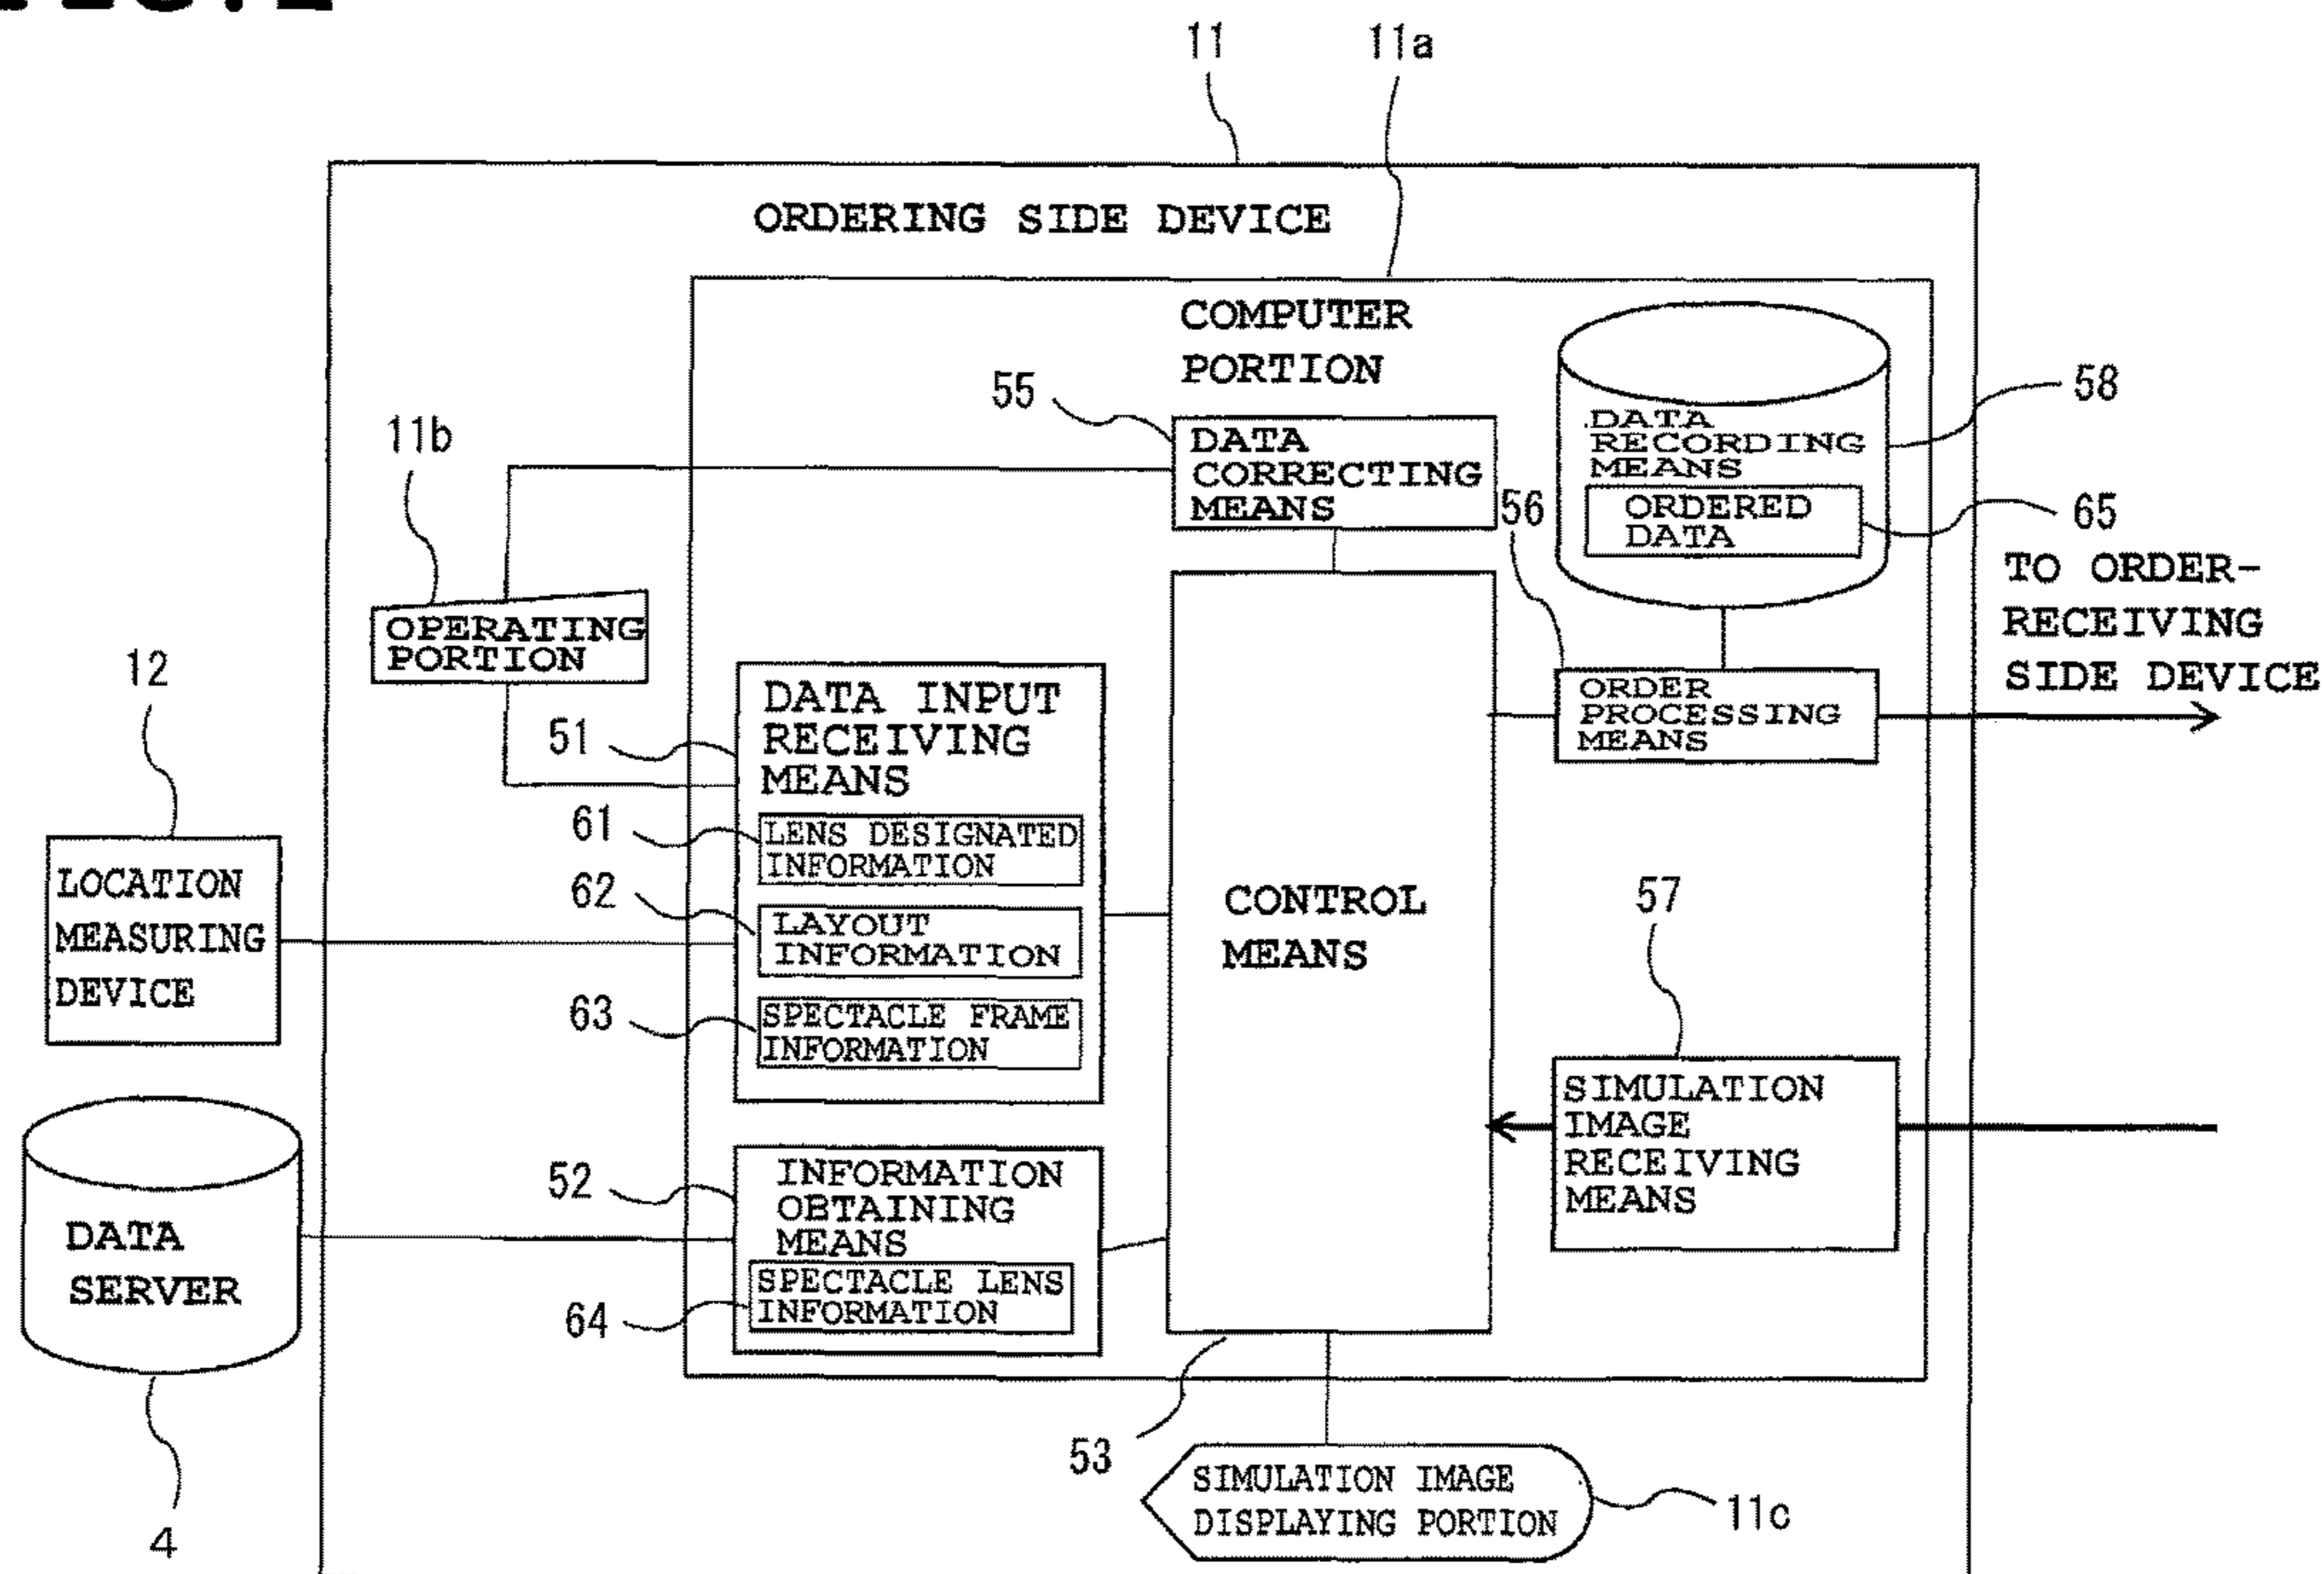 11
11a
ORDERING SIDE DEVICE
COMPUTER
PORTION
55
58
11b
DATA
CORRECTING
MEANS
DATA
RECORDING
MEANS
56
ORDERED
DATA
65
TO ORDER-
RECEIVING
SIDE DEVICE
OPERATING
PORTION
12
51
DATA INPUT
RECEIVING
MEANS
ORDER
PROCESSING
MEANS
61
LENS DESIGNATED
INFORMATION
LOCATION
MEASURING
DEVICE
62
LAYOUT
INFORMATION
CONTROL
MEANS
57
63
SPECTACLE FRAME
INFORMATION
SIMULATION
IMAGE
RECEIVING
MEANS
52
INFORMATION
OBTAINING
MEANS
DATA
SERVER
64
SPECTACLE LENS
INFORMATION
53
SIMULATION IMAGE
DISPLAYING PORTION
11c
4